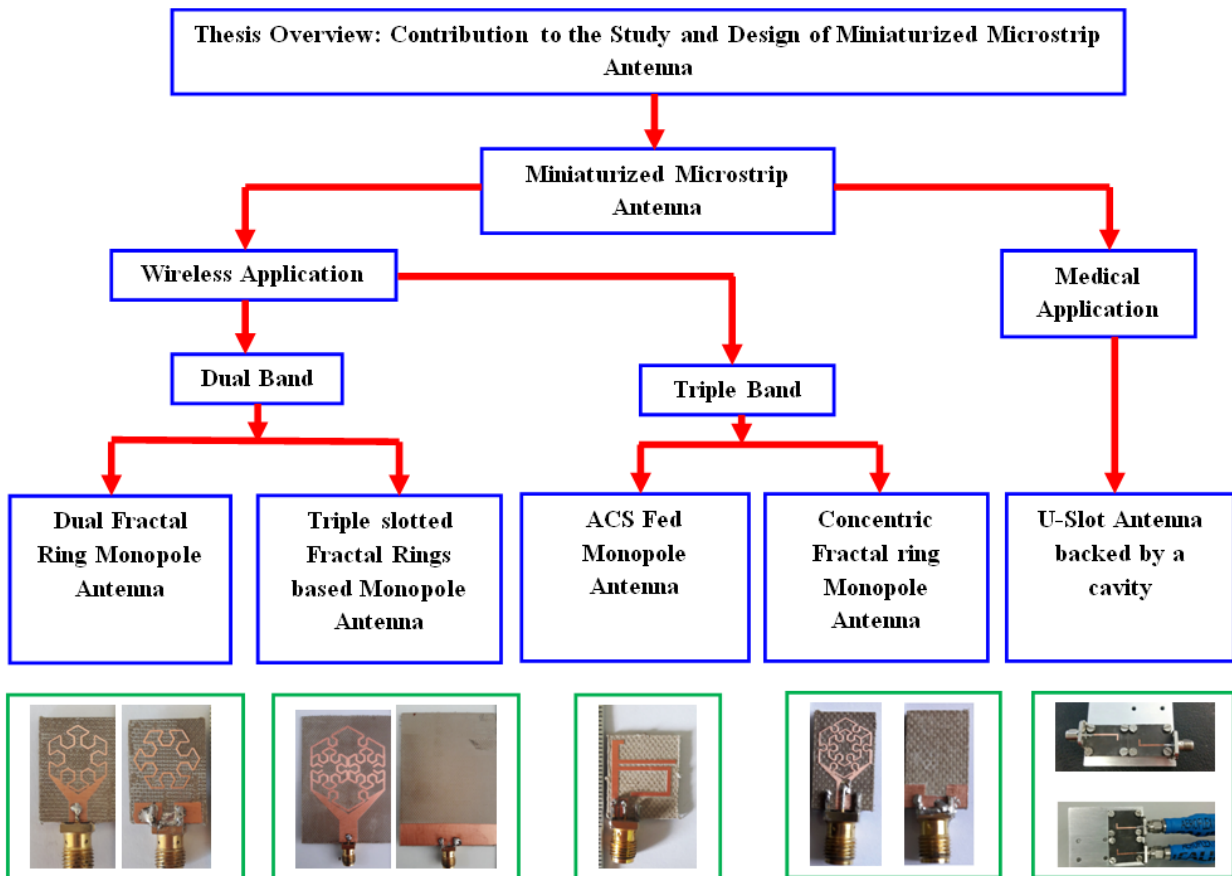 Thesis Overview: Contribution to the Study and Design of Miniaturized Microstrip
Antenna
Miniaturized Microstrip
Antenna
Wireless Application
Medical
Application
Dual Band
Triple Band
Dual Fractal
Ring Monopole
Antenna
Triple slotted
Fractal Rings
based Monopole
Antenna
ACS Fed
Monopole
Antenna
Concentric
Fractal ring
Monopole
Antenna
U-Slot Antenna
backed by a
cavity